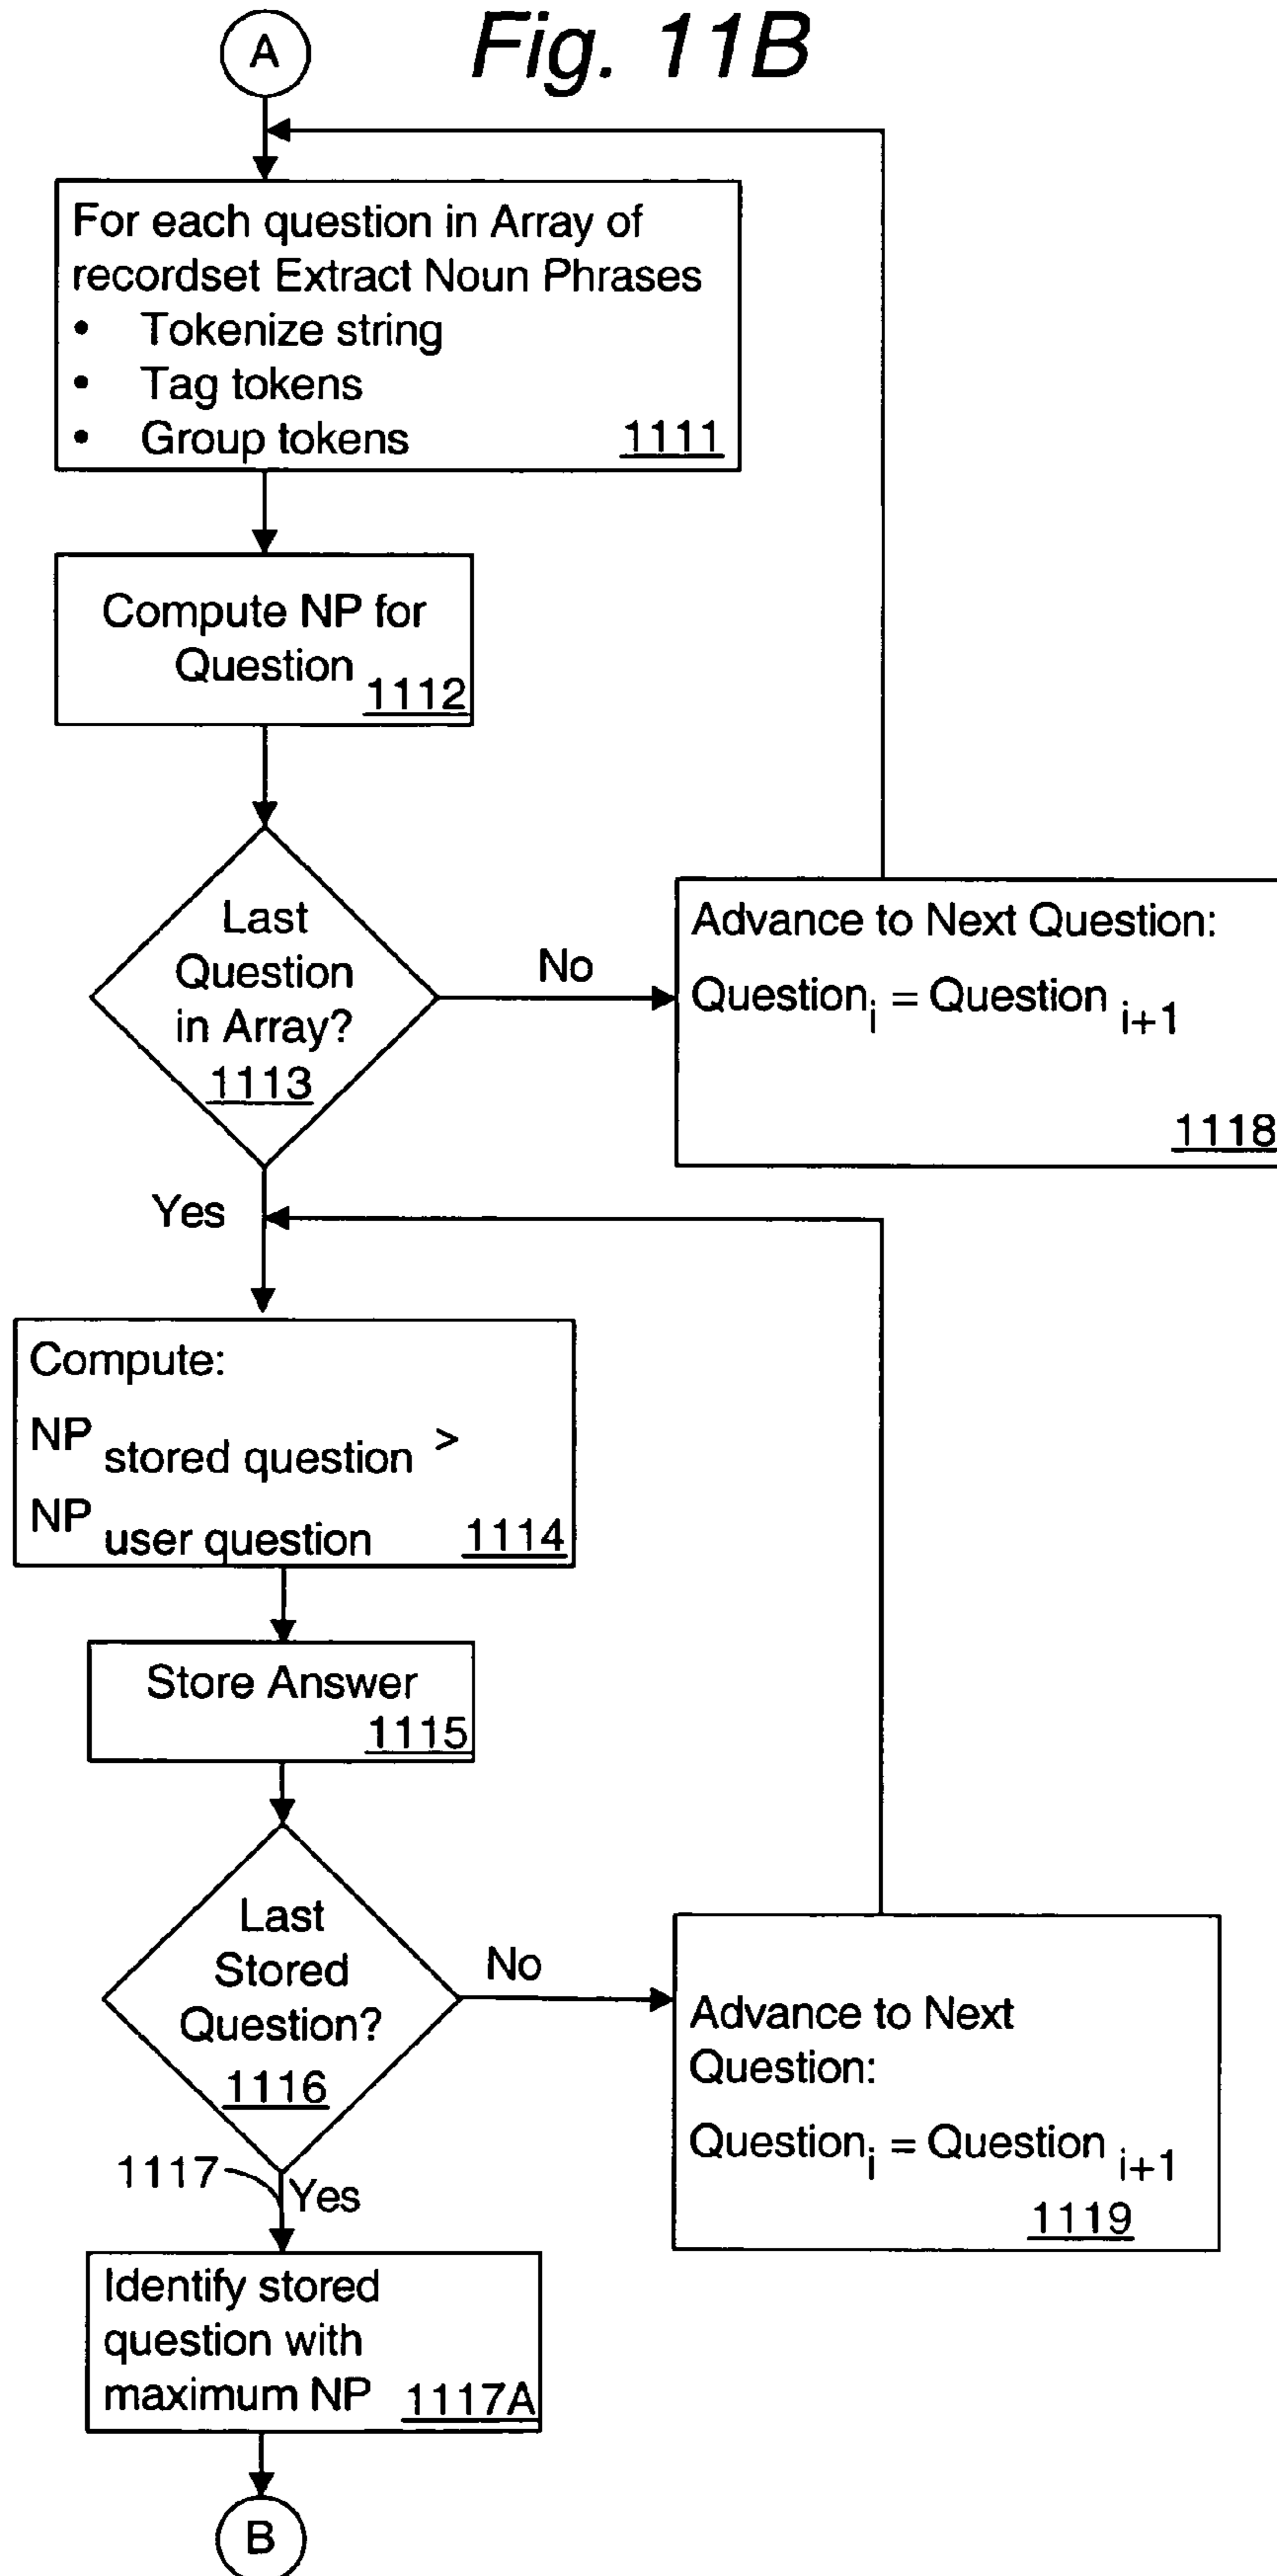 Fig. 11B
A
For each question in Array of
recordset Extract Noun Phrases
• Tokenize string
• Tag tokens
• Group tokens 1111
Compute NP for
Question 1112
Last
Question
in Array?
1113
No
Advance to Next Question:
Questioni = Question i+1
1118
Yes
Compute:
NP stored question >
NP user question 1114
Store Answer
1115
Last
Stored
Question?
1116
No
Advance to Next
Question:
Questioni = Question i+1
1119
1117
Yes
Identify stored
question with
maximum NP 1117A
B